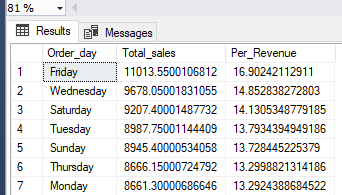 81 %
Results Messages
Order_day Total_sales Per_Revenue
1 Friday 11013.5500106812 16.90242112911
2 Wednesday 9678.05001831055 14.852838272803
3 Saturday 9207.40001487732 14.1305348779185
4 Tuesday 8987.75001144409 13.7934394949186
5 Sunday 8945.40000534058 13.728445225379
6 Thursday 8666.15000724792 13.2998821314186
7 Monday 8661.30000686646 13.2924388684522